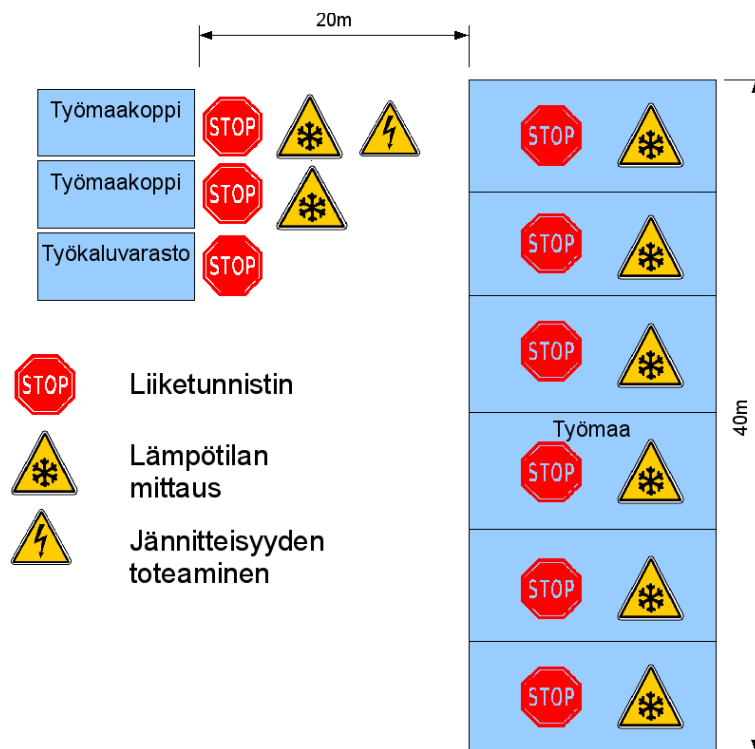 20m
Työmaakoppi
STOP
STOP
Työmaakoppi
STOP
STOP
Työkaluvarasto
STOP
STOP
STOP
Liiketunnistin
Työmaa
STOP
40m
Lämpötilan
mittaus
Jännitteisyyden
toteaminen
STOP
STOP